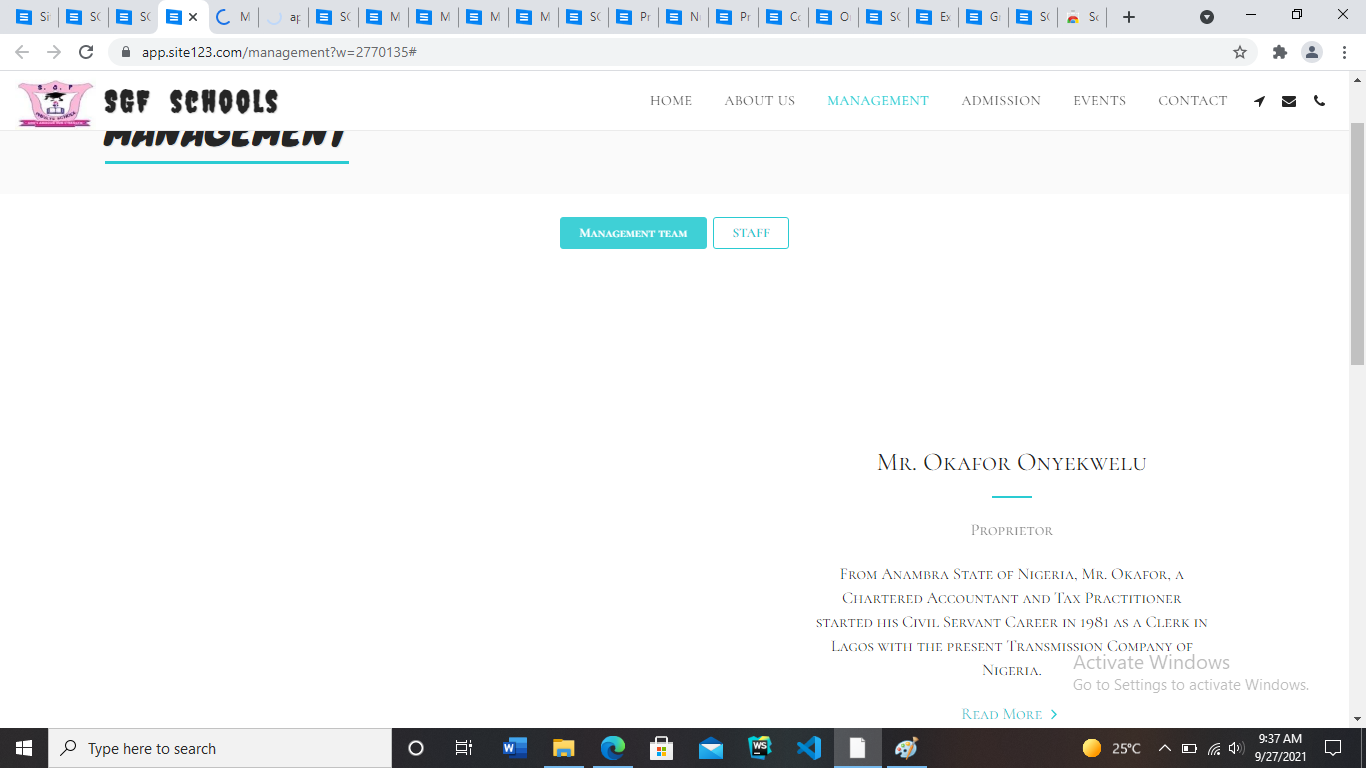 Si
SC
SC
M
ap
SC
M
M
M
M
SC
Pr
N
Pr
Co
O
SC
Ex
G
SC
Sc
app.site123.com/management?w=2770135#
S. G. F
SGF SCHOOLS
HOME
ABOUT US
MANAGEMENT
ADMISSION
EVENTS
CONTACT
MANAGEMENT
Management team
STAFF
Mr. Okafor Onyekwelu
Proprietor
From Anambra State of Nigeria, Mr. Okafor, a
Chartered Accountant and Tax Practitioner
started his Civil Servant Career in 1981 as a Clerk in
Lagos with the present Transmission Company of
Nigeria.
Activate Windows
Go to Settings to activate Windows.
Read More
Type here to search
W
WS
25°C
9:37 AM
9/27/2021